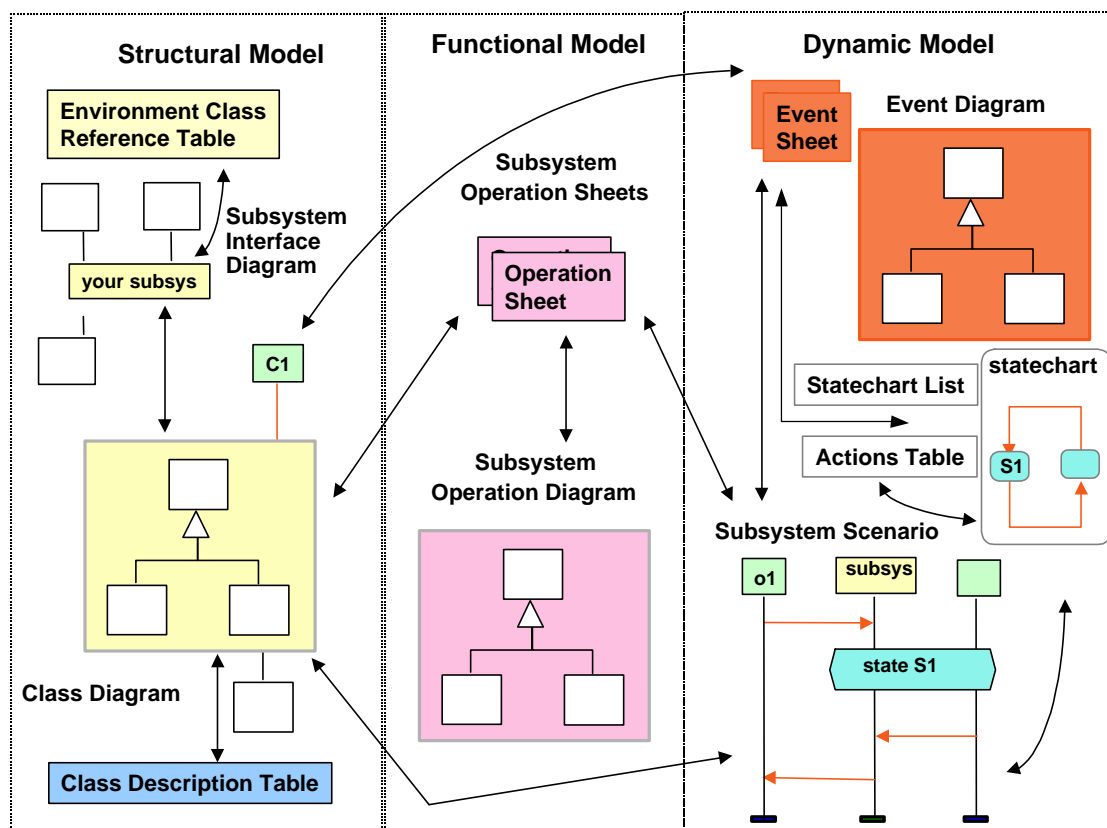 Structural Model
Environment Class
Reference Table
Subsystem
Interface
Diagram
your subsys
C1
Class Diagram
Class Description Table
Functional Model
Subsystem
Operation Sheets
Operation
Sheet
Subsystem
Operation Diagram
Dynamic Model
Event
Sheet
Event Diagram
Statechart List
statechart
Actions Table
S1
Subsystem Scenario
o1
subsys
state S1